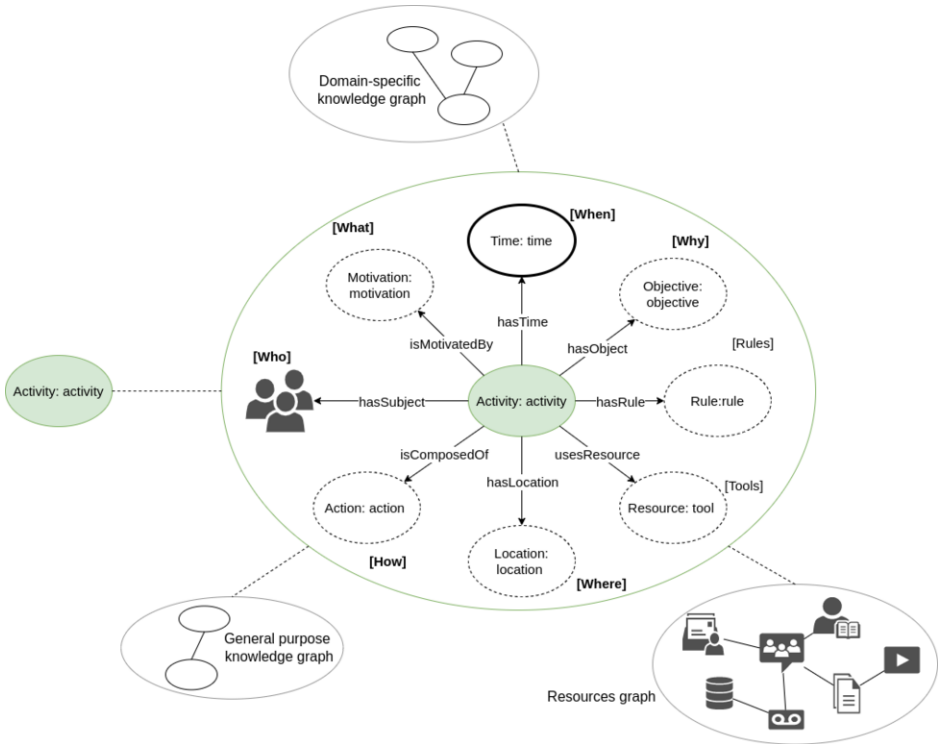 Domain-specific
knowledge graph
[When]
[What]
Time: time
[Why]
Motivation:
motivation
Objective:
objective
hasTime
isMotivatedBy
hasObject
[Rules]
[Who]
Activity: activity
hasSubject
Activity: activity
hasRule
Rule:rule
isComposedOf
usesResource
hasLocation
[Tools]
Action: action
Resource: tool
[How]
Location:
location
[Where]
General purpose
knowledge graph
Resources graph